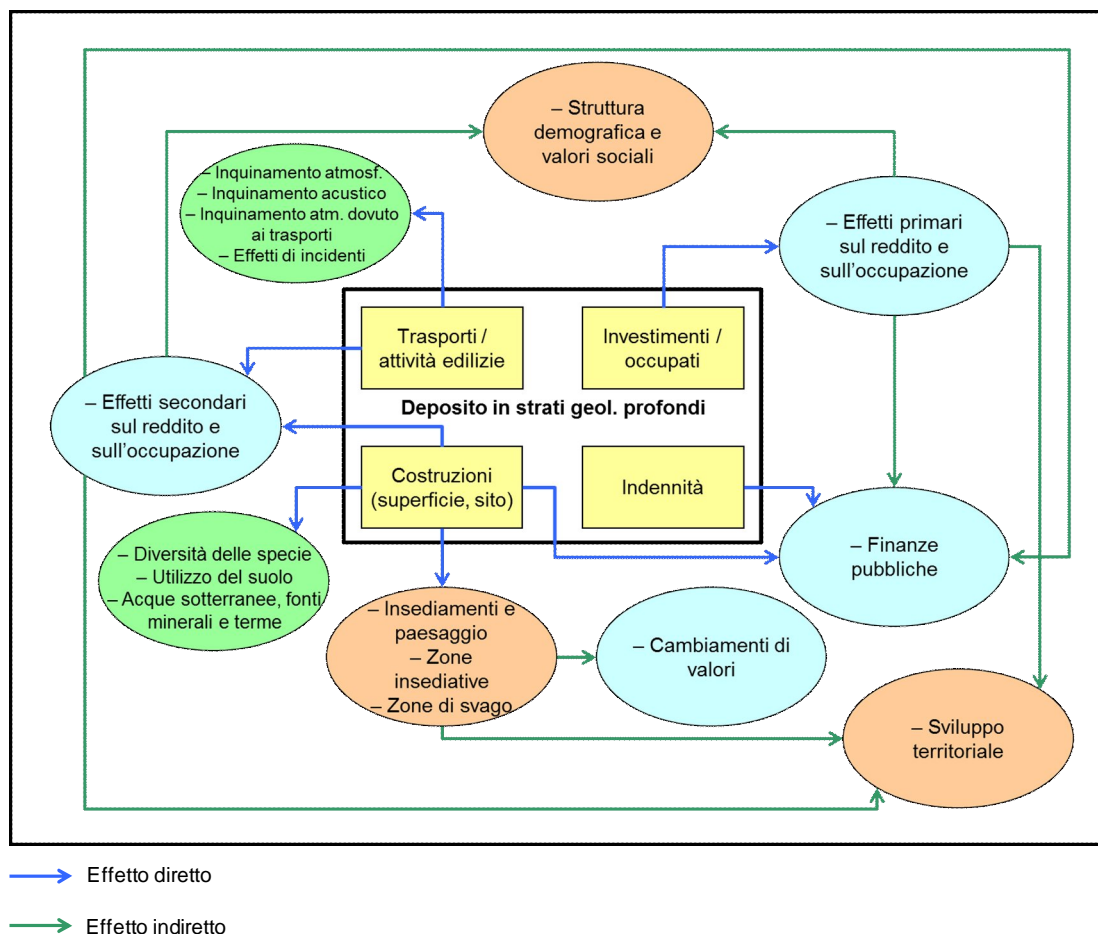 – Struttura
demografica e
valori sociali
– Inquinamento atmosf.
– Inquinamento acustico
– Inquinamento atm. dovuto
ai trasporti
– Effetti di incidenti
– Effetti primari
sul reddito e
sull'occupazione
Trasporti /
attività edilizie
Investimenti /
occupati
Deposito in strati geol. profondi
– Effetti secondari
sul reddito e
sull'occupazione
Costruzioni
(superficie, sito)
Indennità
– Diversità delle specie
– Utilizzo del suolo
– Acque sotterranee, fonti
minerali e terme
– Finanze
pubbliche
– Insediamenti e
paesaggio
– Zone
insediative
– Zone di svago
– Cambiamenti di
valori
– Sviluppo
territoriale
Effetto diretto
Effetto indiretto